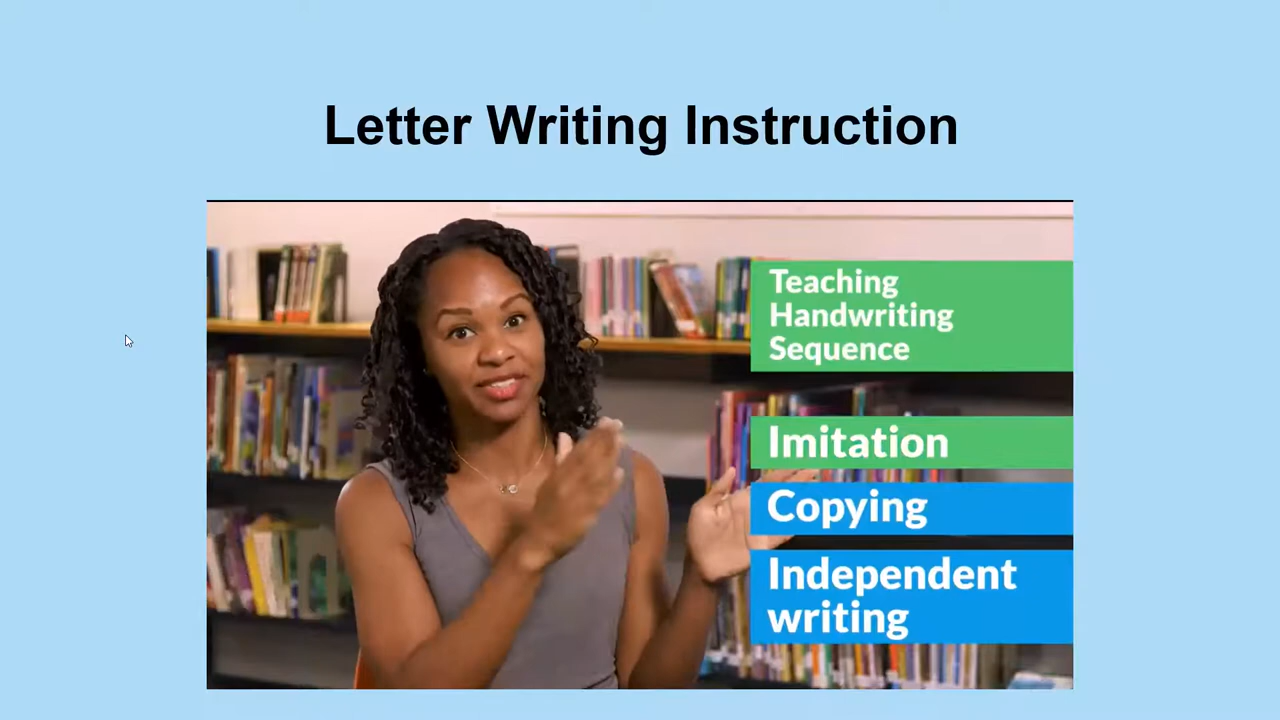 Letter Writing Instruction
Teaching
Handwriting
Sequence
Imitation
Copying
Independent
writing